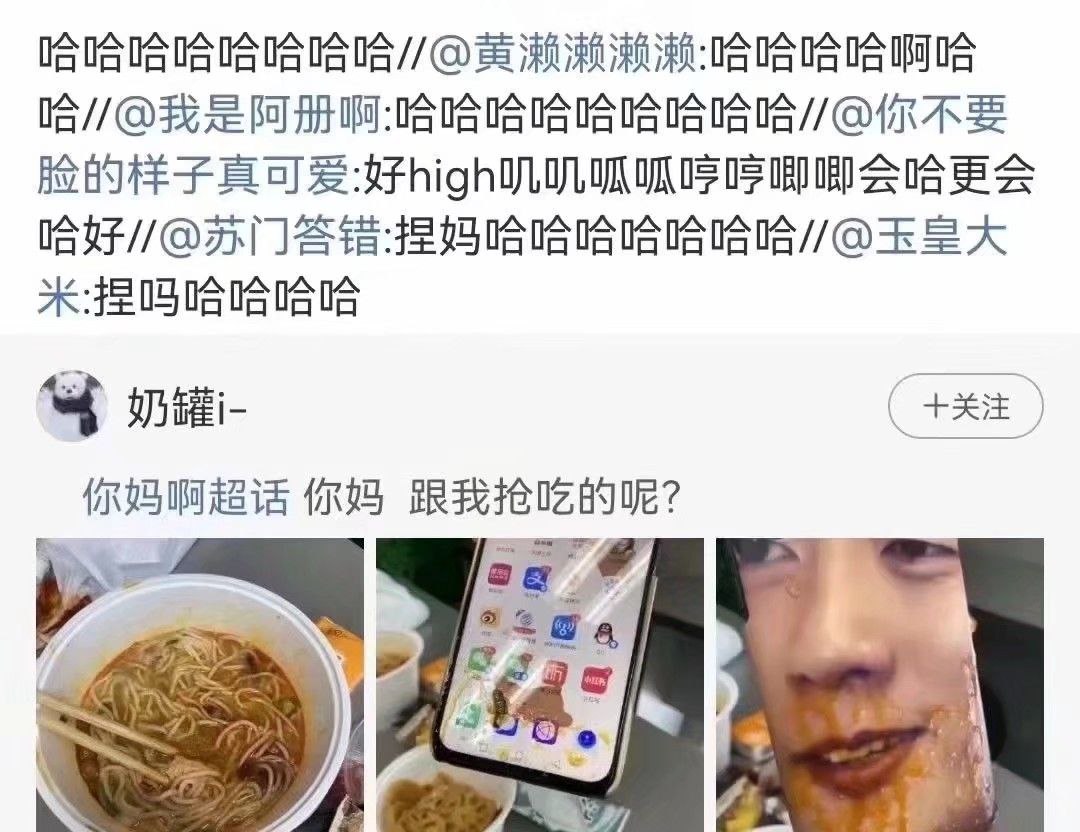 哈哈哈哈哈哈哈哈//@黄濑濑濑濑:哈哈哈哈啊哈
哈//@我是阿册啊:哈哈哈哈哈哈哈哈哈//@你不要
脸的样子真可爱:好high叽叽呱呱哼哼唧唧会哈更会
哈好//@苏门答错:捏妈哈哈哈哈哈哈哈//@玉皇大
米:捏吗哈哈哈哈
奶罐i-
+关注
你妈啊超话 你妈 跟我抢吃的呢?
小红书